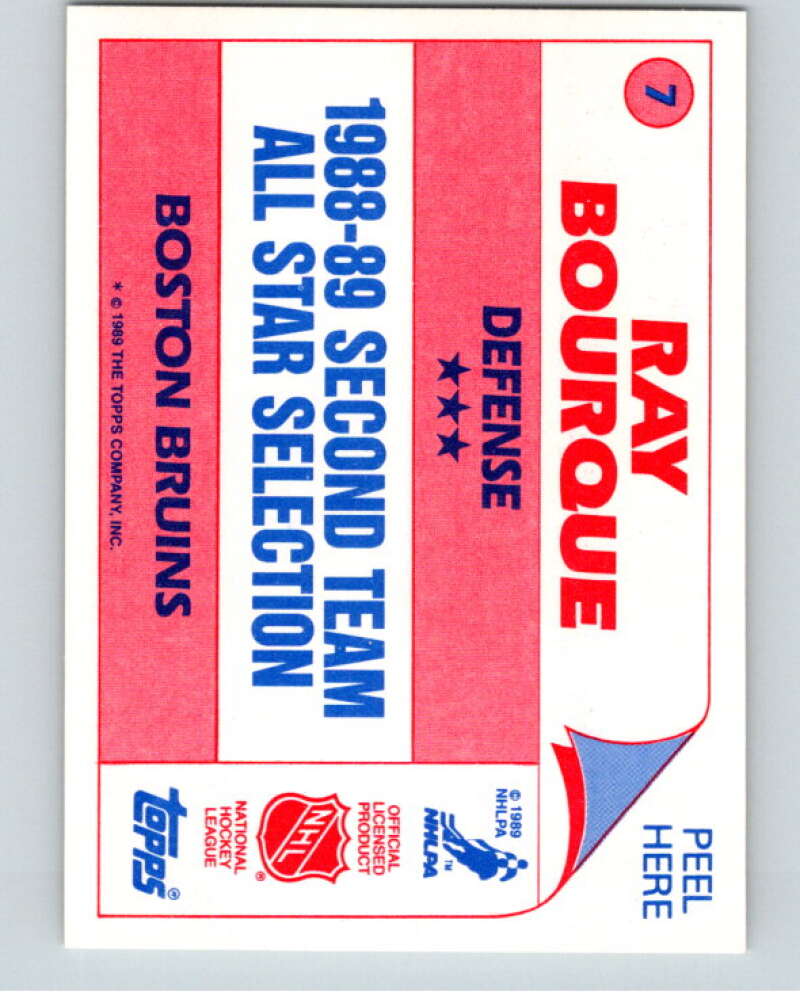 7
RAY
BOURQUE
DEFENSE
★★★
1988-89 SECOND TEAM
ALL STAR SELECTION
BOSTON BRUINS
* © 1989 THE TOPPS COMPANY, INC.
PEEL
HERE
© 1989
NHLPA
NHLPA™
OFFICIAL
LICENSED
PRODUCT
NHL
®
NATIONAL
HOCKEY
LEAGUE
topps®